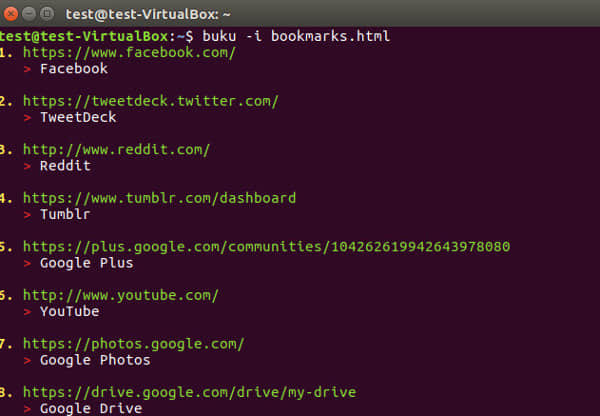 test@test-VirtualBox: ~
test@test-VirtualBox:~$ buku -i bookmarks.html
1. https://www.facebook.com/
> Facebook
2. https://tweetdeck.twitter.com/
> TweetDeck
3. http://www.reddit.com/
> Reddit
4. https://www.tumblr.com/dashboard
> Tumblr
5. https://plus.google.com/communities/104262619942643978080
> Google Plus
6. http://www.youtube.com/
> YouTube
7. https://photos.google.com/
> Google Photos
8. https://drive.google.com/drive/my-drive
> Google Drive